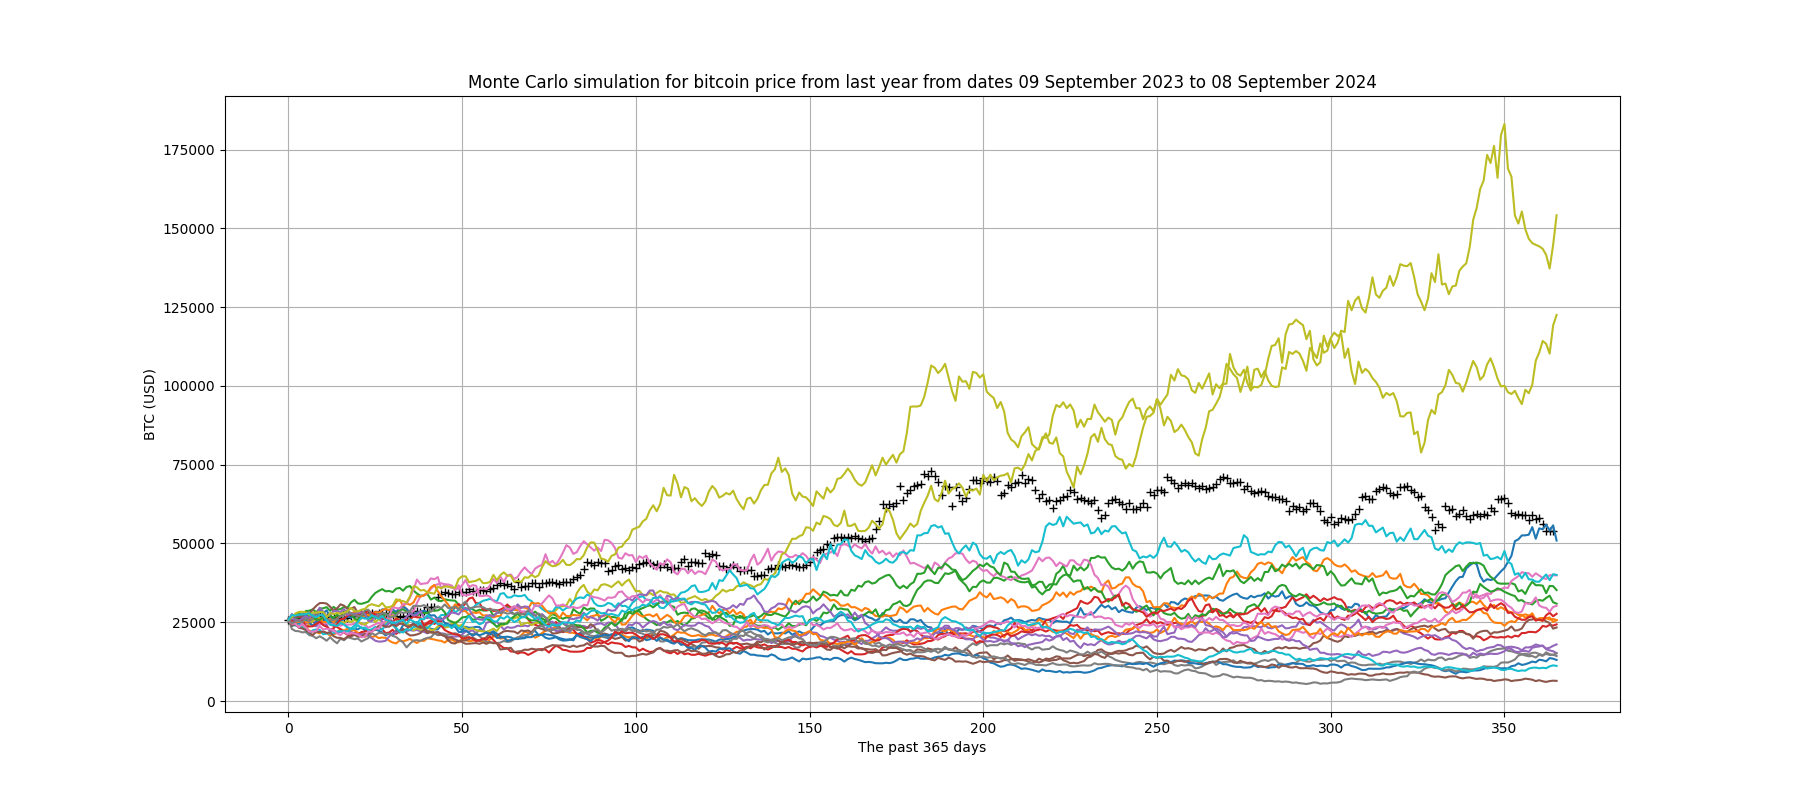 Monte Carlo simulation for bitcoin price from last year from dates 09 September 2023 to 08 September 2024
175000
150000
125000
100000
75000
50000
25000
0
BTC (USD)
0 50 100 150 200 250 300 350
The past 365 days